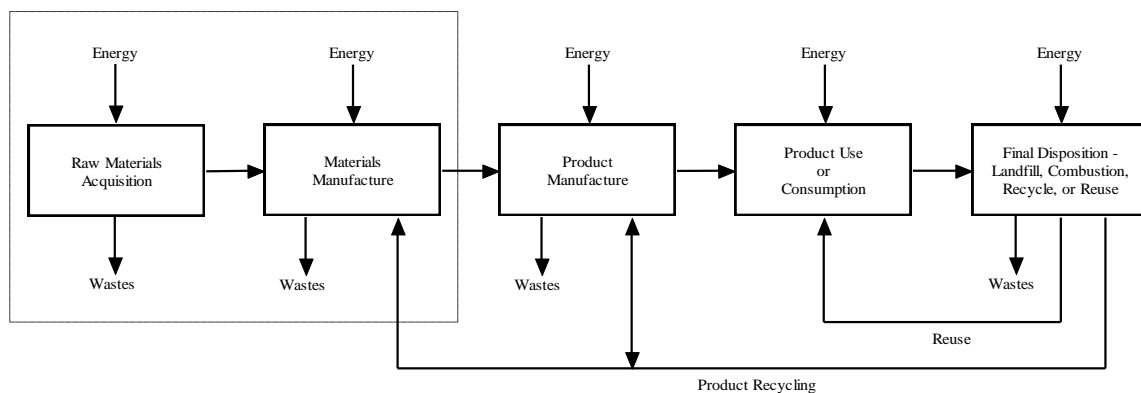 Energy
Energy
Energy
Energy
Energy
Raw Materials
Acquisition
Materials
Manufacture
Product
Manufacture
Product Use
or
Consumption
Final Disposition -
Landfill, Combustion,
Recycle, or Reuse
Wastes
Wastes
Wastes
Wastes
Reuse
Product Recycling